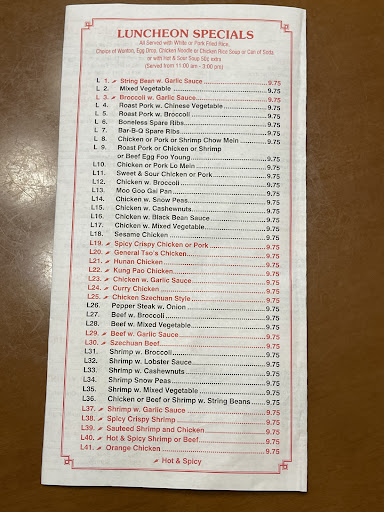 LUNCHEON SPECIALS
All Served with White or Pork Fried Rice,
Choice of Wonton, Egg Drop, Chicken Noodle or Chicken Rice Soup or Can of Soda,
or with Hot & Sour Soup 50¢ extra
(Served from 11:00 am - 3:00 pm)
L 1. String Bean w. Garlic Sauce 9.75
L 2. Mixed Vegetable 9.75
L 3. Broccoli w. Garlic Sauce 9.75
L 4. Roast Pork w. Chinese Vegetable 9.75
L 5. Roast Pork w. Broccoli 9.75
L 6. Boneless Spare Ribs 9.75
L 7. Bar-B-Q Spare Ribs 9.75
L 8. Chicken or Pork or Shrimp Chow Mein 9.75
L 9. Roast Pork or Chicken or Shrimp
or Beef Egg Foo Young 9.75
L10. Chicken or Pork Lo Mein 9.75
L11. Sweet & Sour Chicken or Pork 9.75
L12. Chicken w. Broccoli 9.75
L13. Moo Goo Gai Pan 9.75
L14. Chicken w. Snow Peas 9.75
L15. Chicken w. Cashewnuts 9.75
L16. Chicken w. Black Bean Sauce 9.75
L17. Chicken w. Mixed Vegetable 9.75
L18. Sesame Chicken 9.75
L19. Spicy Crispy Chicken or Pork 9.75
L20. General Tso's Chicken 9.75
L21. Hunan Chicken 9.75
L22. Kung Pao Chicken 9.75
L23. Chicken w. Garlic Sauce 9.75
L24. Curry Chicken 9.75
L25. Chicken Szechuan Style 9.75
L26. Pepper Steak w. Onion 9.75
L27. Beef w. Broccoli 9.75
L28. Beef w. Mixed Vegetable 9.75
L29. Beef w. Garlic Sauce 9.75
L30. Szechuan Beef 9.75
L31. Shrimp w. Broccoli 9.75
L32. Shrimp w. Lobster Sauce 9.75
L33. Shrimp w. Cashewnuts 9.75
L34. Shrimp Snow Peas 9.75
L35. Shrimp w. Mixed Vegetable 9.75
L36. Chicken or Beef or Shrimp w. String Beans 9.75
L37. Shrimp w. Garlic Sauce 9.75
L38. Spicy Crispy Shrimp 9.75
L39. Sauteed Shrimp and Chicken 9.75
L40. Hot & Spicy Shrimp or Beef 9.75
L41. Orange Chicken 9.75
Hot & Spicy